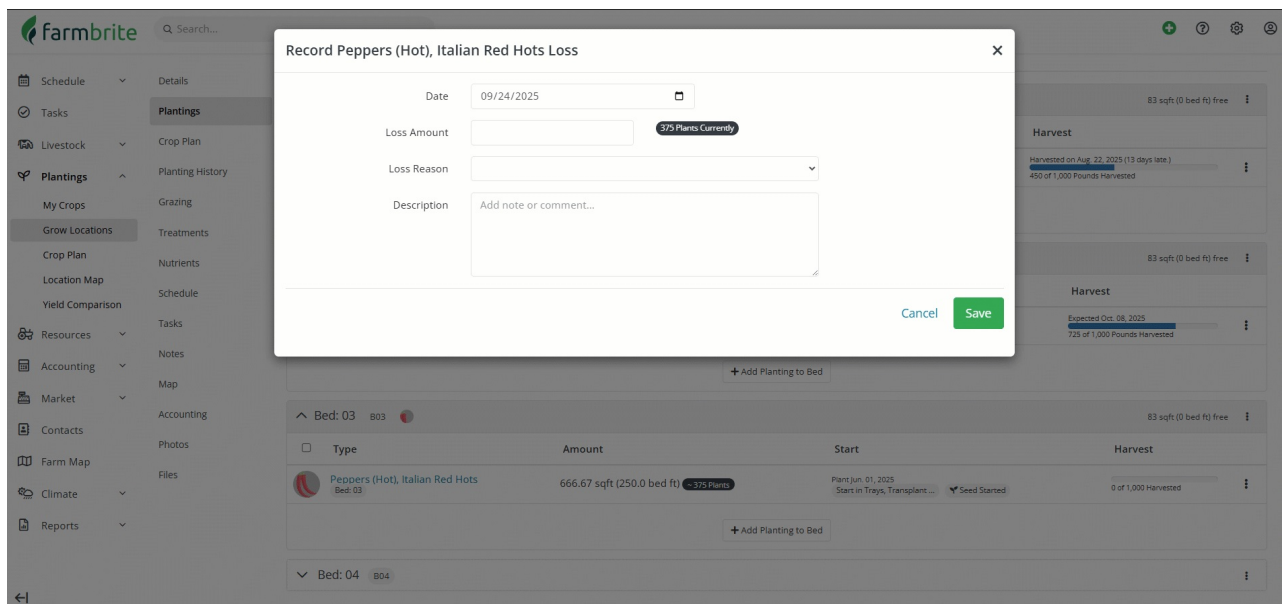 farmbrite
Search...
Schedule
Tasks
Livestock
Plantings
My Crops
Grow Locations
Crop Plan
Location Map
Yield Comparison
Resources
Accounting
Market
Contacts
Farm Map
Climate
Reports
Details
Plantings
Crop Plan
Planting History
Grazing
Treatments
Nutrients
Schedule
Tasks
Notes
Map
Accounting
Photos
Files
Record Peppers (Hot), Italian Red Hots Loss
Date 09/24/2025
Loss Amount 375 Plants Currently
Loss Reason
Description Add note or comment...
Cancel Save
83 sqft (0 bed ft) free
Harvest
Harvested on Aug. 22, 2025 (13 days late.)
450 of 1,000 Pounds Harvested
83 sqft (0 bed ft) free
Harvest
Expected Oct. 08, 2025
725 of 1,000 Pounds Harvested
+ Add Planting to Bed
Bed: 03 B03 83 sqft (0 bed ft) free
Type Amount Start Harvest
Peppers (Hot), Italian Red Hots
Bed: 03
666.67 sqft (250.0 bed ft) ~375 Plants
Plant Jun. 01, 2025
Start in Trays, Transplant ... Seed Started
0 of 1,000 Harvested
+ Add Planting to Bed
Bed: 04 B04